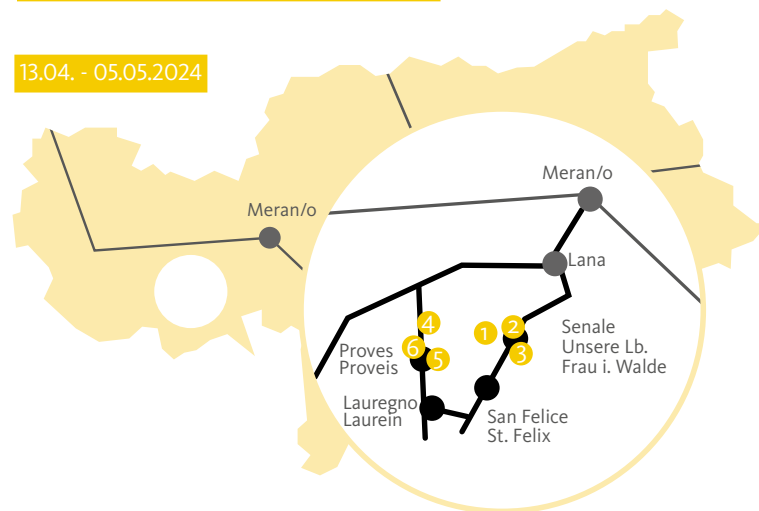 13.04. - 05.05.2024
Meran/o
Meran/o
Lana
4
1
2
Senale
Unsere Lb.
Frau i. Walde
3
6
5
Proves
Proveis
Lauregno
Laurein
San Felice
St. Felix